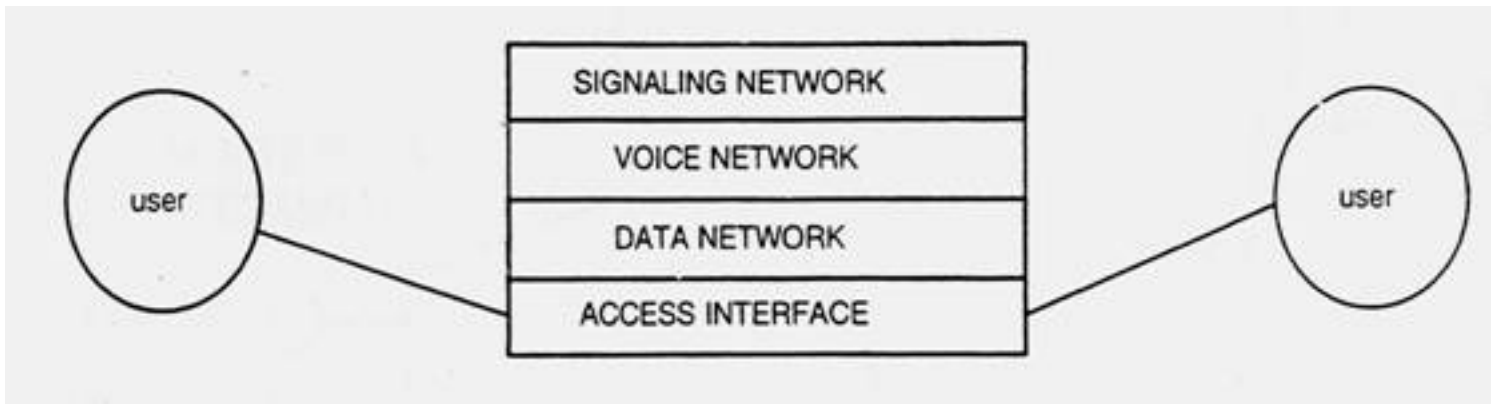 SIGNALING NETWORK
VOICE NETWORK
user
user
DATA NETWORK
ACCESS INTERFACE